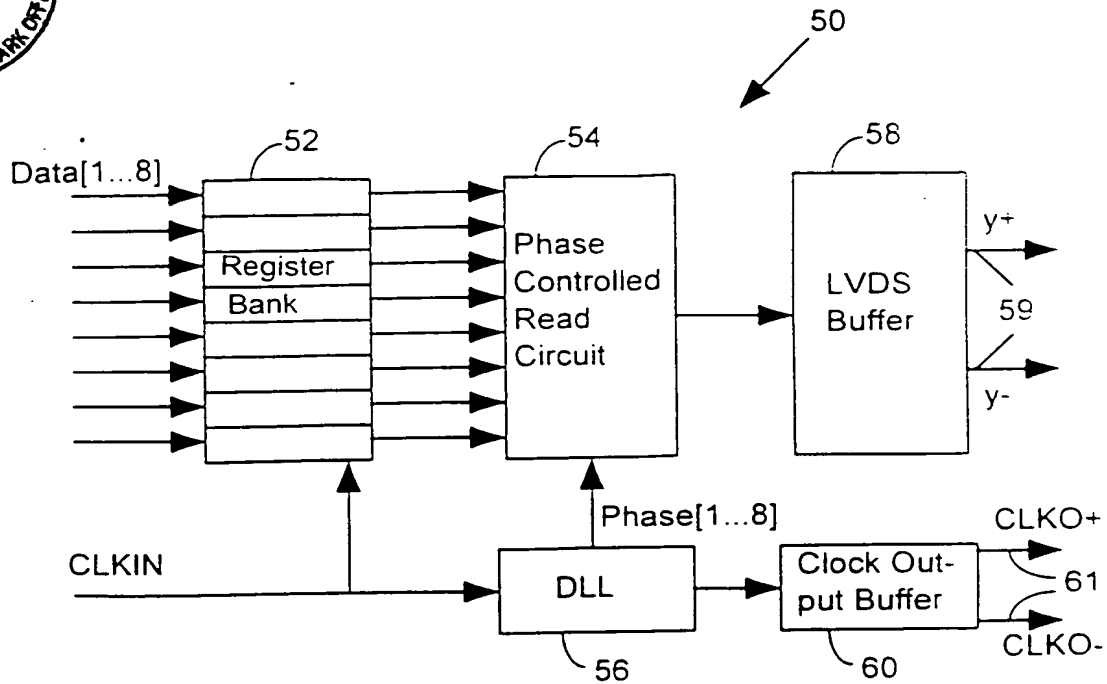 50
52
54
58
Data[1...8]
Register
Bank
Phase
Controlled
Read
Circuit
LVDS
Buffer
y+
59
y-
Phase[1...8]
CLKIN
DLL
Clock Out-
put Buffer
CLKO+
61
CLKO-
56
60